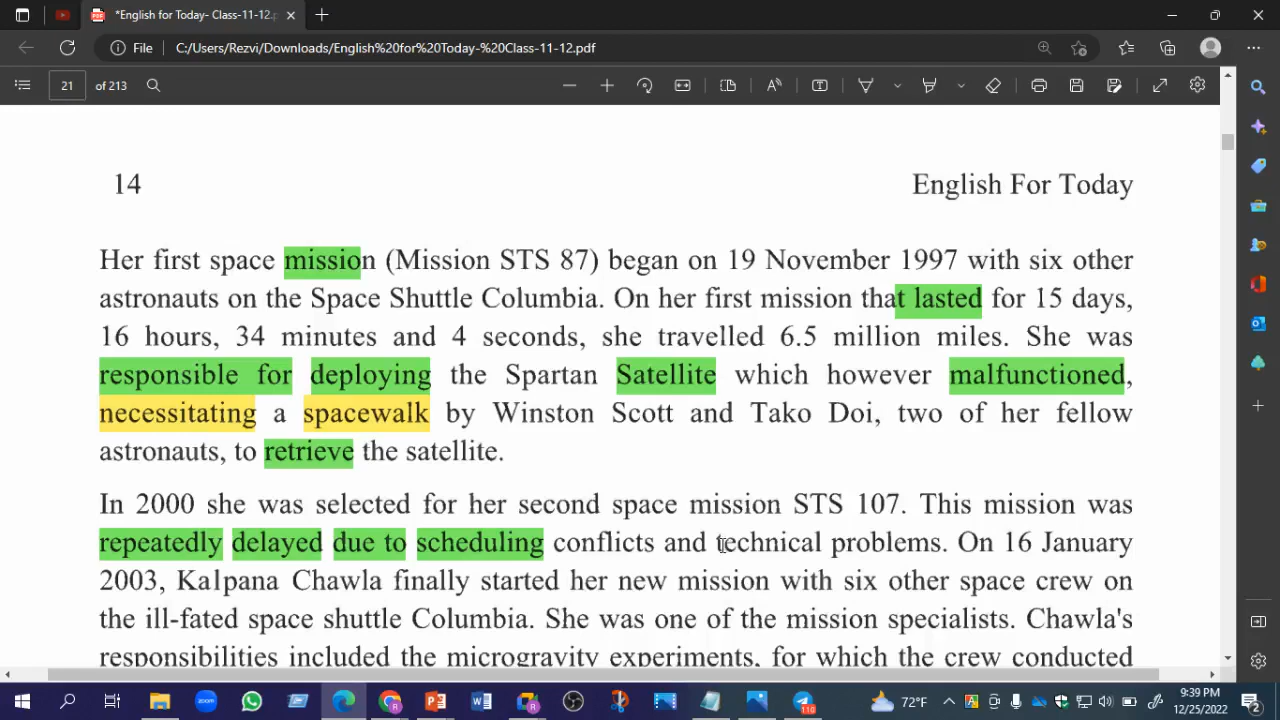 *English for Today- Class-11-12.p
File C:/Users/Rezvi/Downloads/English%20for%20Today-%20Class-11-12.pdf
21 of 213
14 English For Today
Her first space mission (Mission STS 87) began on 19 November 1997 with six other
astronauts on the Space Shuttle Columbia. On her first mission that lasted for 15 days,
16 hours, 34 minutes and 4 seconds, she travelled 6.5 million miles. She was
responsible for deploying the Spartan Satellite which however malfunctioned,
necessitating a spacewalk by Winston Scott and Tako Doi, two of her fellow
astronauts, to retrieve the satellite.
In 2000 she was selected for her second space mission STS 107. This mission was
repeatedly delayed due to scheduling conflicts and technical problems. On 16 January
2003, Kalpana Chawla finally started her new mission with six other space crew on
the ill-fated space shuttle Columbia. She was one of the mission specialists. Chawla's
responsibilities included the microgravity experiments, for which the crew conducted
72°F 9:39 PM
12/25/2022